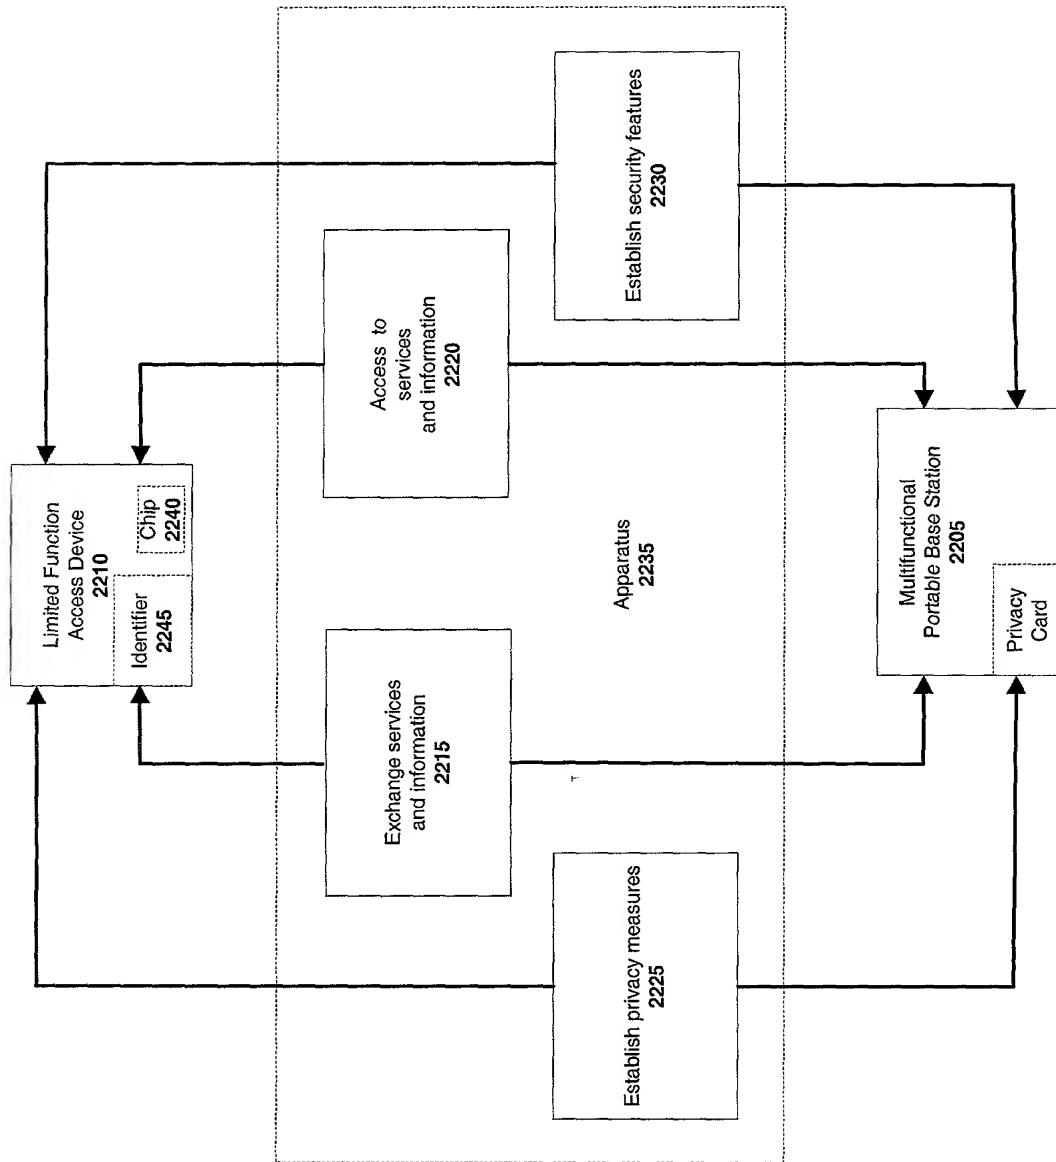 Limited Function
Access Device
2210
Identifier
2245
Chip
2240
Establish privacy measures
2225
Exchange services
and information
2215
Apparatus
2235
Access to
services
and information
2220
Establish security features
2230
Multifunctional
Portable Base Station
2205
Privacy
Card